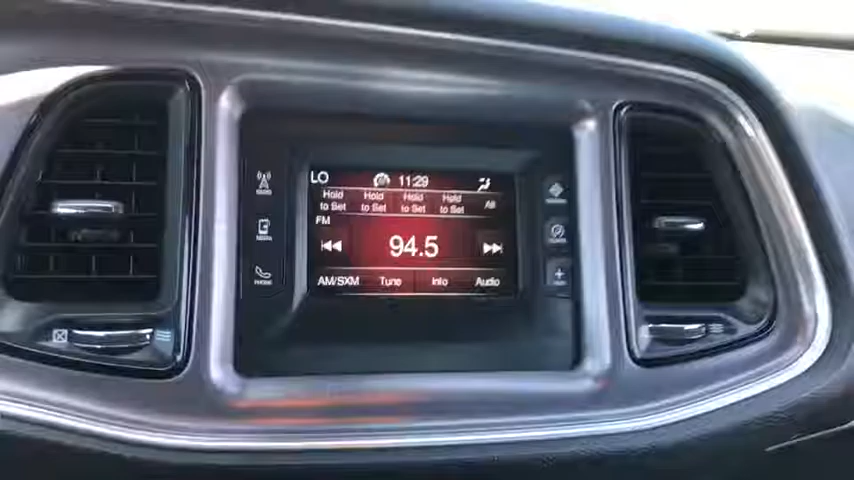 LO 11:29
Hold to Set Hold to Set Hold to Set Hold to Set All
FM
94.5
AM/SXM Tune Info Audio
PHONE